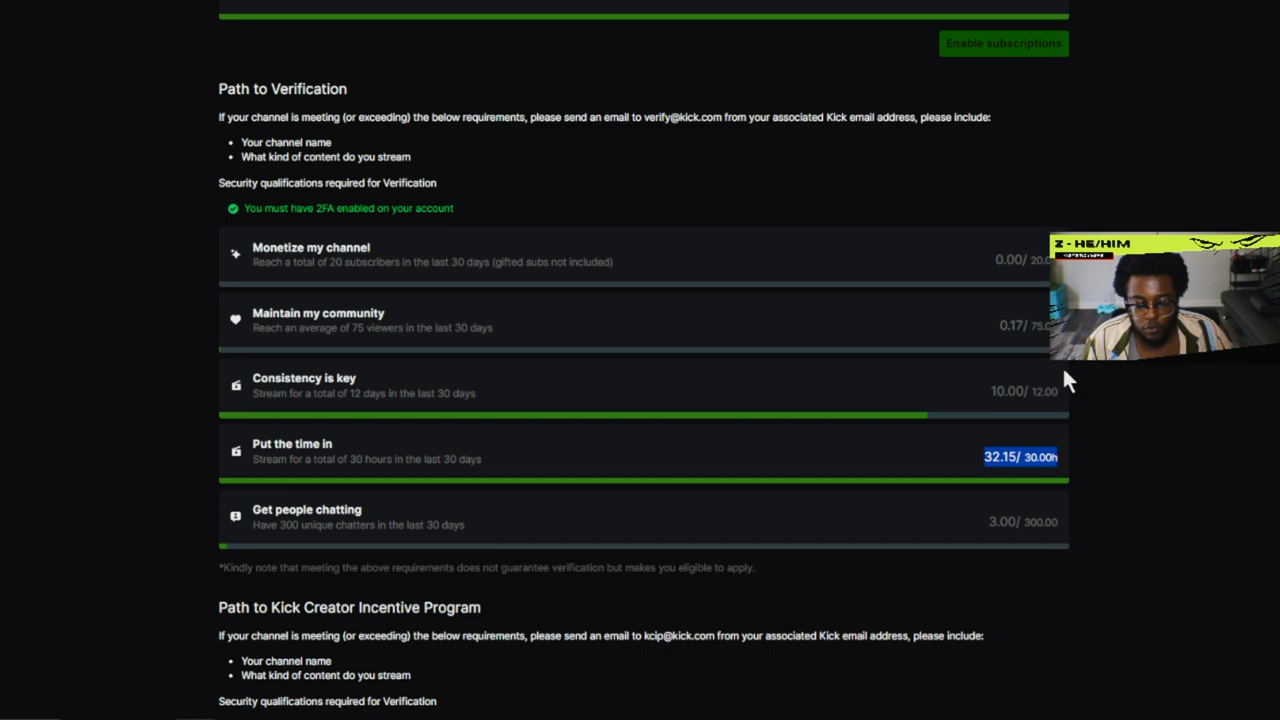 Enable subscriptions
Path to Verification
If your channel is meeting (or exceeding) the below requirements, please send an email to verify@kick.com from your associated Kick email address, please include:
• Your channel name
• What kind of content do you stream
Security qualifications required for Verification
You must have 2FA enabled on your account
Monetize my channel
Reach a total of 20 subscribers in the last 30 days (gifted subs not included)
0.00/ 20.0
Z - HE/HIM
Maintain my community
Reach an average of 75 viewers in the last 30 days
0.17/ 75.0
Consistency is key
Stream for a total of 12 days in the last 30 days
10.00/ 12.00
Put the time in
Stream for a total of 30 hours in the last 30 days
32.15/ 30.00h
Get people chatting
Have 300 unique chatters in the last 30 days
3.00/ 300.00
*Kindly note that meeting the above requirements does not guarantee verification but makes you eligible to apply.
Path to Kick Creator Incentive Program
If your channel is meeting (or exceeding) the below requirements, please send an email to kcip@kick.com from your associated Kick email address, please include:
• Your channel name
• What kind of content do you stream
Security qualifications required for Verification